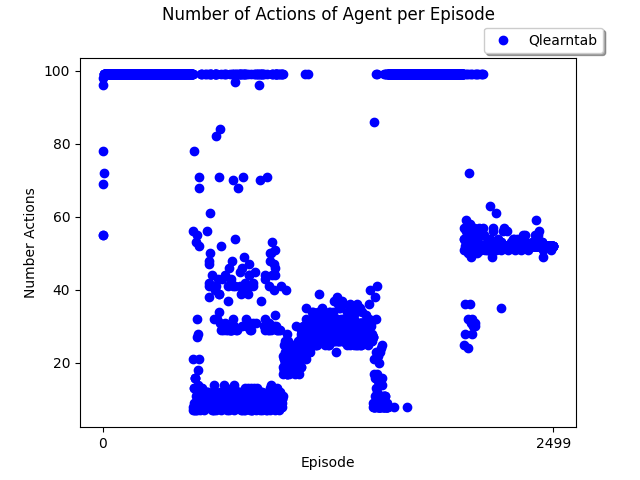 Number of Actions of Agent per Episode
Qlearntab
100
80
60
40
20
Number Actions
0
2499
Episode